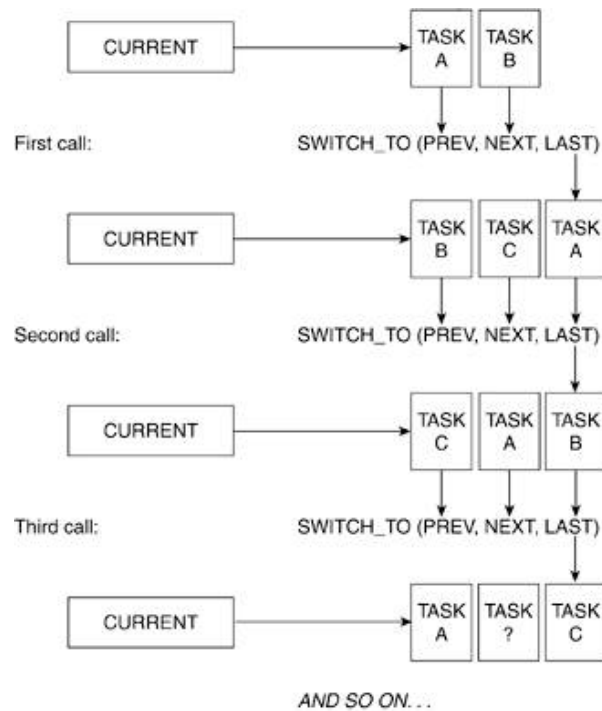 CURRENT
TASK A
TASK B
First call:
SWITCH_TO (PREV, NEXT, LAST)
CURRENT
TASK B
TASK C
TASK A
Second call:
SWITCH_TO (PREV, NEXT, LAST)
CURRENT
TASK C
TASK A
TASK B
Third call:
SWITCH_TO (PREV, NEXT, LAST)
CURRENT
TASK A
TASK ?
TASK C
AND SO ON. . .